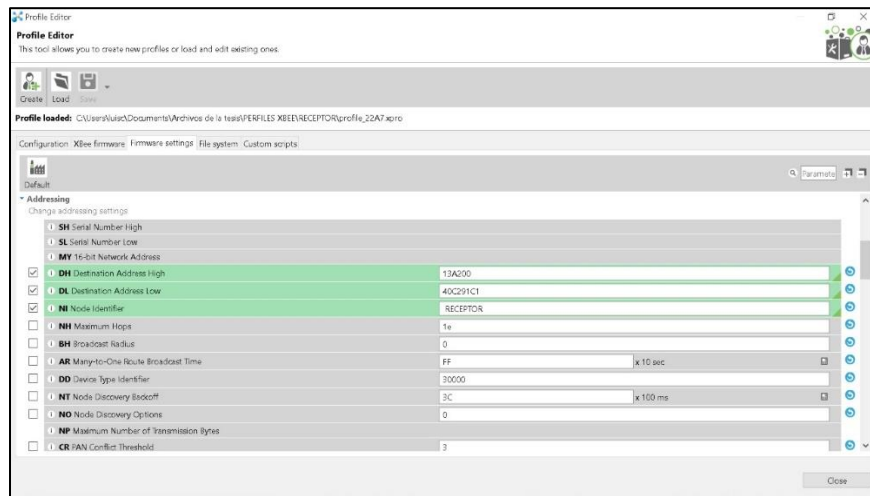 Profile Editor
Profile Editor
This tool allows you to create new profiles or load and edit existing ones.
Create Load Save
Profile loaded: C:\Users\luisc\Documents\Archivos de la tesis\PERFILES XBEE\RECEPTOR\profile_22A7.xpro
Configuration XBee firmware Firmware settings File system Custom scripts
Default
Paramete
Addressing
Change addressing settings
SH Serial Number High
SL Serial Number Low
MY 16-bit Network Address
DH Destination Address High 13A200
DL Destination Address Low 40C291C1
NI Node Identifier RECEPTOR
NH Maximum Hops 1e
BH Broadcast Radius 0
AR Many-to-One Route Broadcast Time FF x 10 sec
DD Device Type Identifier 30000
NT Node Discovery Backoff 3C x 100 ms
NO Node Discovery Options 0
NP Maximum Number of Transmission Bytes
CR PAN Conflict Threshold 3
Close